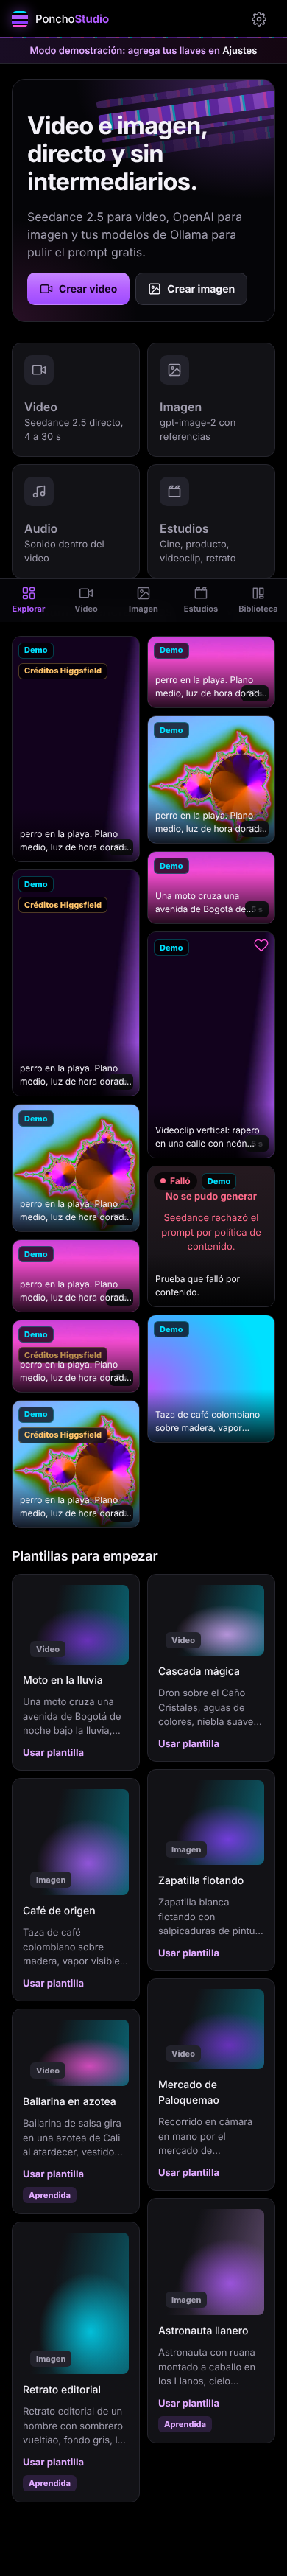 PonchoStudio
Modo demostración: agrega tus llaves en Ajustes
Video e imagen,
directo y sin
intermediarios.
Seedance 2.5 para video, OpenAI para
imagen y tus modelos de Ollama para
pulir el prompt gratis.
Crear video
Crear imagen
Video
Seedance 2.5 directo,
4 a 30 s
Imagen
gpt-image-2 con
referencias
Audio
Sonido dentro del
video
Estudios
Cine, producto,
videoclip, retrato
Explorar
Video
Imagen
Estudios
Biblioteca
Demo
Créditos Higgsfield
perro en la playa. Plano
medio, luz de hora dorad...
Demo
Créditos Higgsfield
perro en la playa. Plano
medio, luz de hora dorad...
Demo
perro en la playa. Plano
medio, luz de hora dorad...
Demo
perro en la playa. Plano
medio, luz de hora dorad...
Demo
Créditos Higgsfield
perro en la playa. Plano
medio, luz de hora dorad...
Demo
Créditos Higgsfield
perro en la playa. Plano
medio, luz de hora dorad...
Demo
perro en la playa. Plano
medio, luz de hora dorad...
Demo
perro en la playa. Plano
medio, luz de hora dorad...
Demo
Una moto cruza una
avenida de Bogotá de...
Demo
Videoclip vertical: rapero
en una calle con neón...
Falló
Demo
No se pudo generar
Seedance rechazó el
prompt por política de
contenido.
Prueba que falló por
contenido.
Demo
Taza de café colombiano
sobre madera, vapor...
Plantillas para empezar
Video
Moto en la lluvia
Una moto cruza una
avenida de Bogotá de
noche bajo la lluvia,...
Usar plantilla
Imagen
Café de origen
Taza de café
colombiano sobre
madera, vapor visible...
Usar plantilla
Video
Bailarina en azotea
Bailarina de salsa gira
en una azotea de Cali
al atardecer, vestido...
Usar plantilla
Aprendida
Imagen
Retrato editorial
Retrato editorial de un
hombre con sombrero
vueltiao, fondo gris, l...
Usar plantilla
Aprendida
Video
Cascada mágica
Dron sobre el Caño
Cristales, aguas de
colores, niebla suave...
Usar plantilla
Imagen
Zapatilla flotando
Zapatilla blanca
flotando con
salpicaduras de pintu...
Usar plantilla
Video
Mercado de
Paloquemao
Recorrido en cámara
en mano por el
mercado de...
Usar plantilla
Imagen
Astronauta llanero
Astronauta con ruana
montado a caballo en
los Llanos, cielo...
Usar plantilla
Aprendida